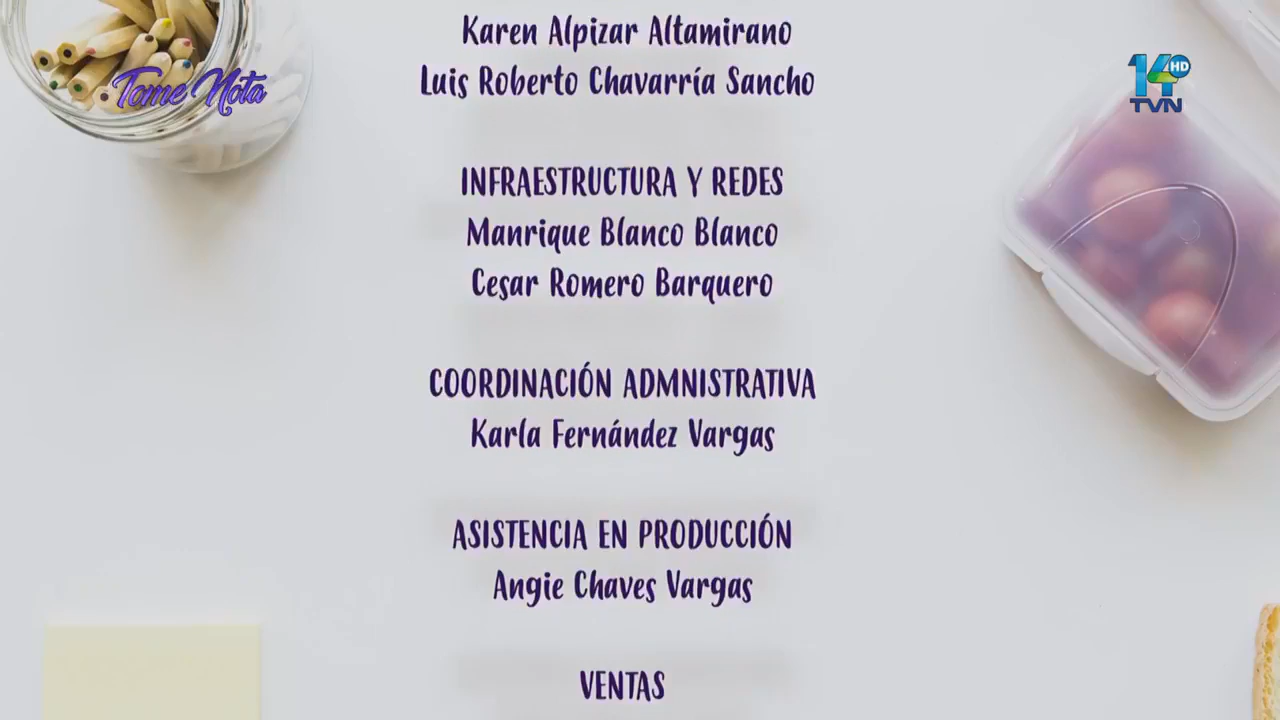 Karen Alpizar Altamirano
Luis Roberto Chavarría Sancho
Tome Nota
14 HD
TVN
INFRAESTRUCTURA Y REDES
Manrique Blanco Blanco
Cesar Romero Barquero
COORDINACIÓN ADMNISTRATIVA
Karla Fernández Vargas
ASISTENCIA EN PRODUCCIÓN
Angie Chaves Vargas
VENTAS